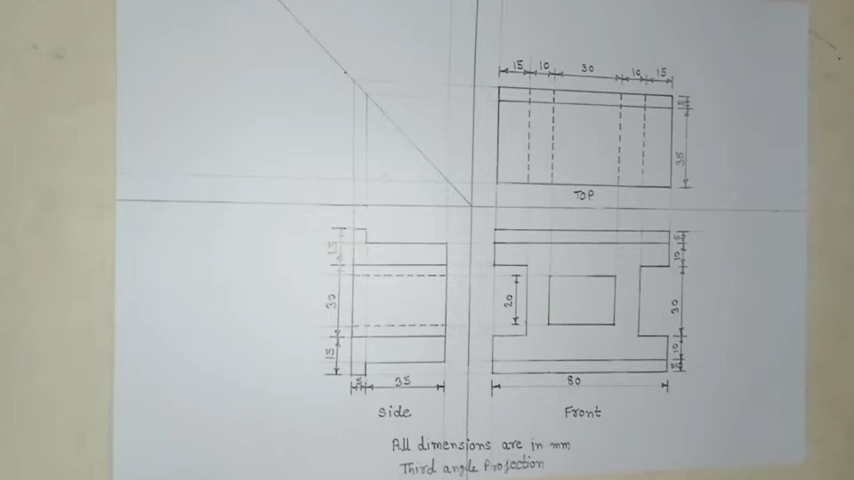 15 10 30 10 15
5
35
TOP
15
30
15
5 35
20
5
10
30
10
5
80
Side Front
All dimensions are in mm
Third angle Projection